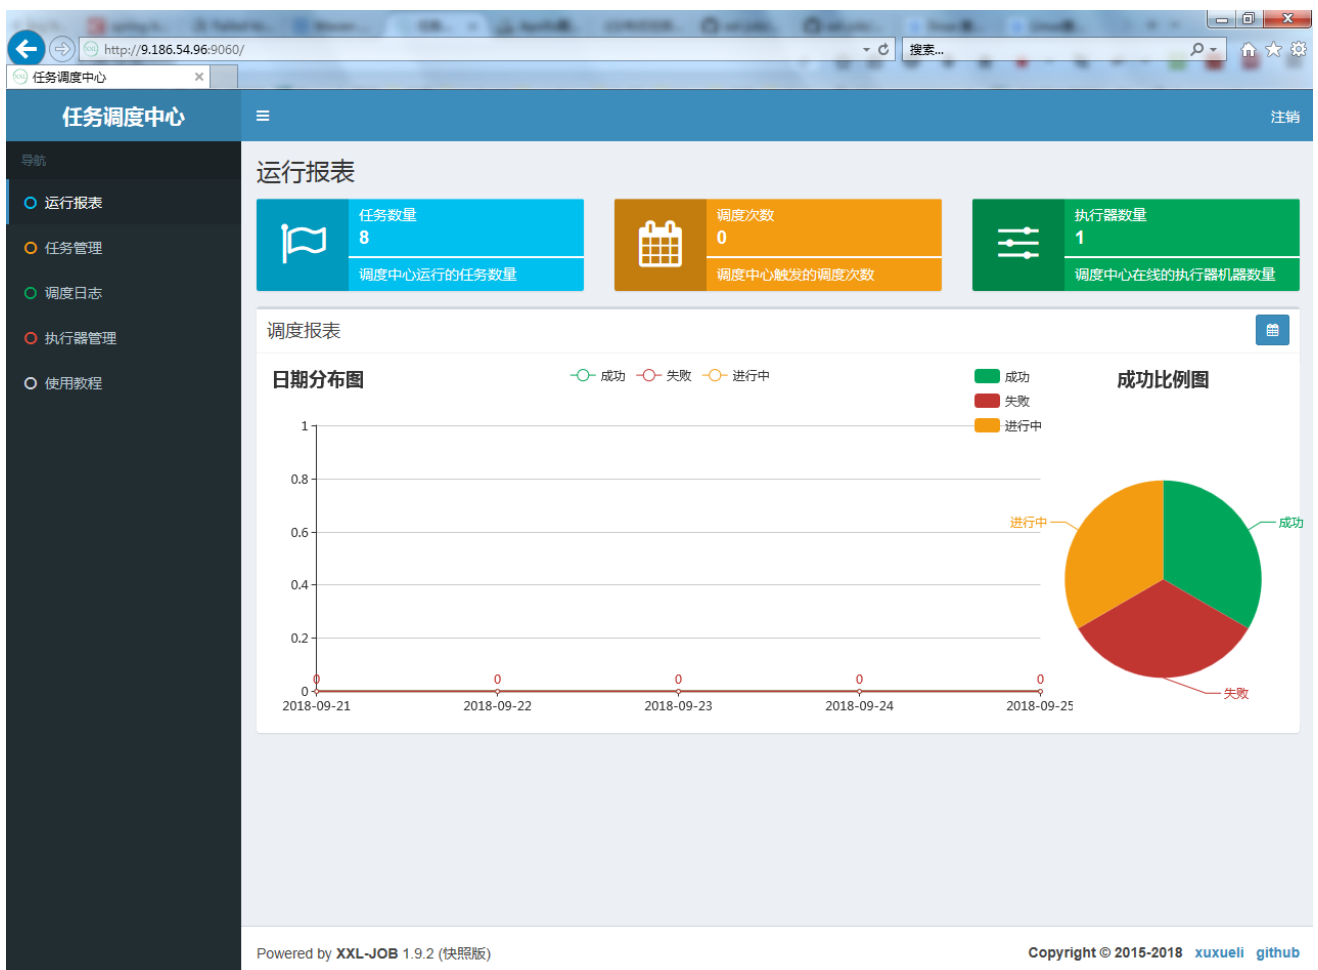 http://9.186.54.96:9060/
搜索...
任务调度中心
任务调度中心
注销
导航
运行报表
任务管理
调度日志
执行器管理
使用教程
运行报表
任务数量
8
调度中心运行的任务数量
调度次数
0
调度中心触发的调度次数
执行器数量
1
调度中心在线的执行器机器数量
调度报表
日期分布图
成功 失败 进行中
1
0.8
0.6
0.4
0.2
0
0 0 0 0 0
2018-09-21 2018-09-22 2018-09-23 2018-09-24 2018-09-25
成功
失败
进行中
成功比例图
进行中
成功
失败
Powered by XXL-JOB 1.9.2 (快照版)
Copyright © 2015-2018 xuxueli github